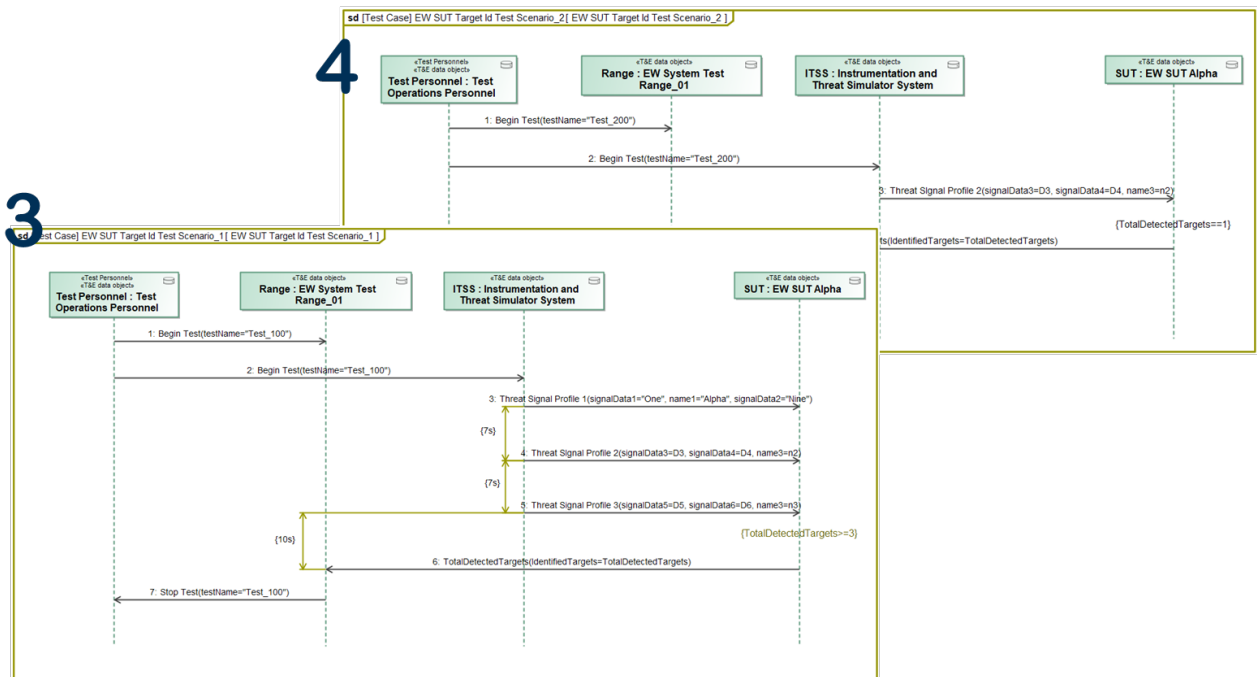 4
sd [Test Case] EW SUT Target Id Test Scenario_2[ EW SUT Target Id Test Scenario_2 ]
«Test Personnel»
«T&E data object»
Test Personnel : Test
Operations Personnel
«T&E data object»
Range : EW System Test
Range_01
«T&E data object»
ITSS : Instrumentation and
Threat Simulator System
«T&E data object»
SUT : EW SUT Alpha
1: Begin Test(testName="Test_200")
2: Begin Test(testName="Test_200")
3: Threat SIgnal Profile 2(signalData3=D3, signalData4=D4, name3=n2)
{TotalDetectedTargets==1}
ts(IdentifiedTargets=TotalDetectedTargets)
3
sd [Test Case] EW SUT Target Id Test Scenario_1[ EW SUT Target Id Test Scenario_1 ]
«Test Personnel»
«T&E data object»
Test Personnel : Test
Operations Personnel
«T&E data object»
Range : EW System Test
Range_01
«T&E data object»
ITSS : Instrumentation and
Threat Simulator System
«T&E data object»
SUT : EW SUT Alpha
1: Begin Test(testName="Test_100")
2: Begin Test(testName="Test_100")
3: Threat Signal Profile 1(signalData1="One", name1="Alpha", signalData2="Nine")
{7s}
4: Threat SIgnal Profile 2(signalData3=D3, signalData4=D4, name3=n2)
{7s}
5: Threat Signal Profile 3(signalData5=D5, signalData6=D6, name3=n3)
{10s}
{TotalDetectedTargets>=3}
6: TotalDetectedTargets(IdentifiedTargets=TotalDetectedTargets)
7: Stop Test(testName="Test_100")